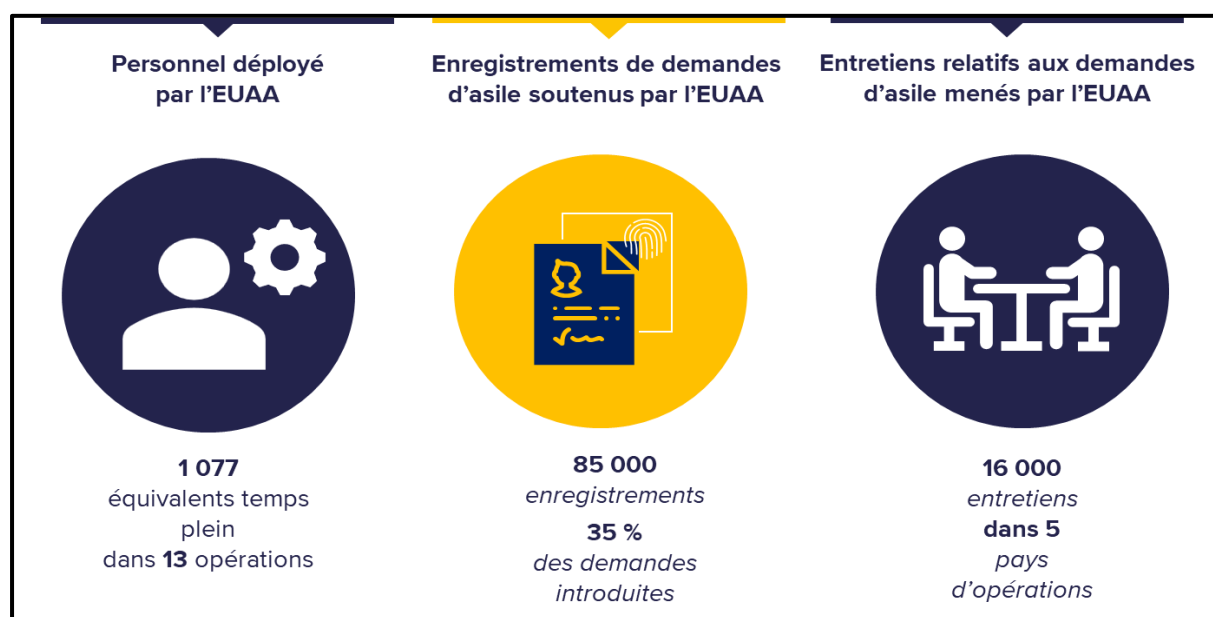 Personnel déployé
par l’EUAA
1 077
équivalents temps
plein
dans 13 opérations
Enregistrements de demandes
d’asile soutenus par l’EUAA
85 000
enregistrements
35 %
des demandes
introduites
Entretiens relatifs aux demandes
d’asile menés par l’EUAA
16 000
entretiens
dans 5
pays
d’opérations